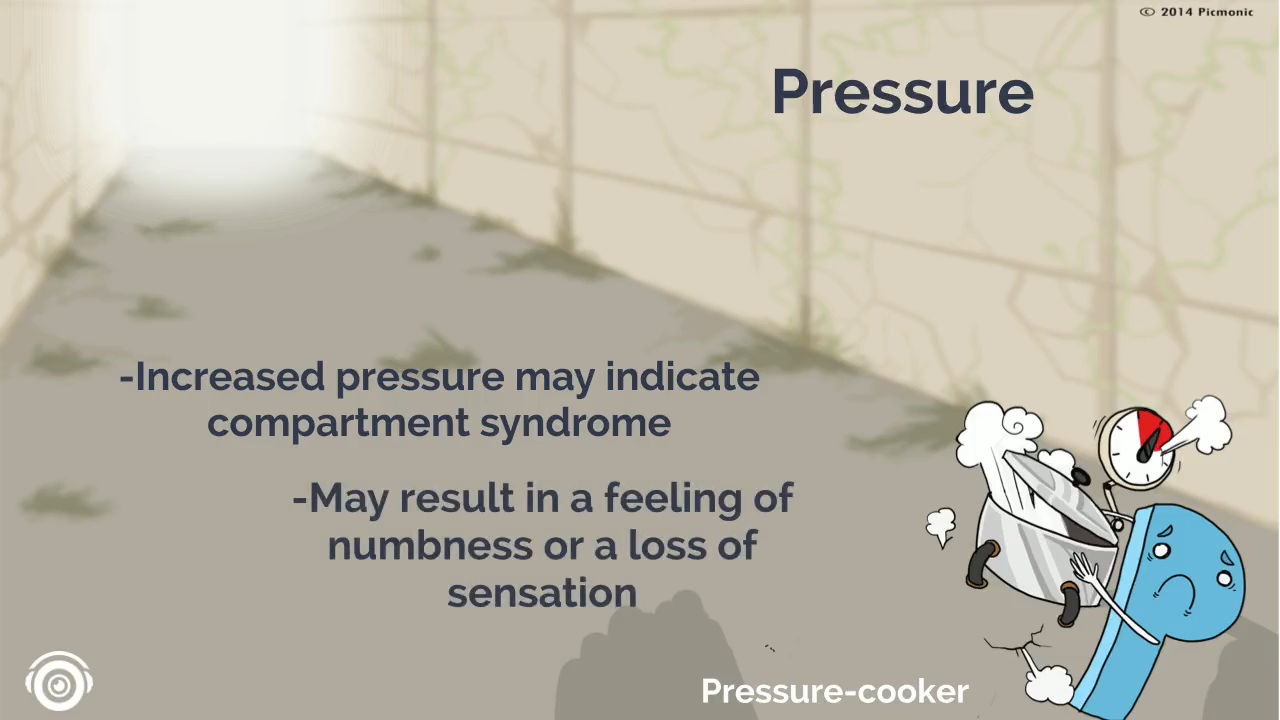 © 2014 Picmonic
Pressure
-Increased pressure may indicate
compartment syndrome
-May result in a feeling of
numbness or a loss of
sensation
Pressure-cooker